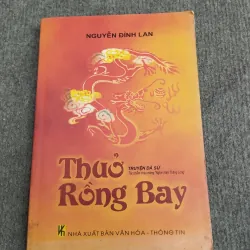 NGUYỄN ĐÌNH LAN
Thuở
TRUYỆN DÃ SỬ
Rồng Bay
NHÀ XUẤT BẢN VĂN HÓA - THÔNG TIN